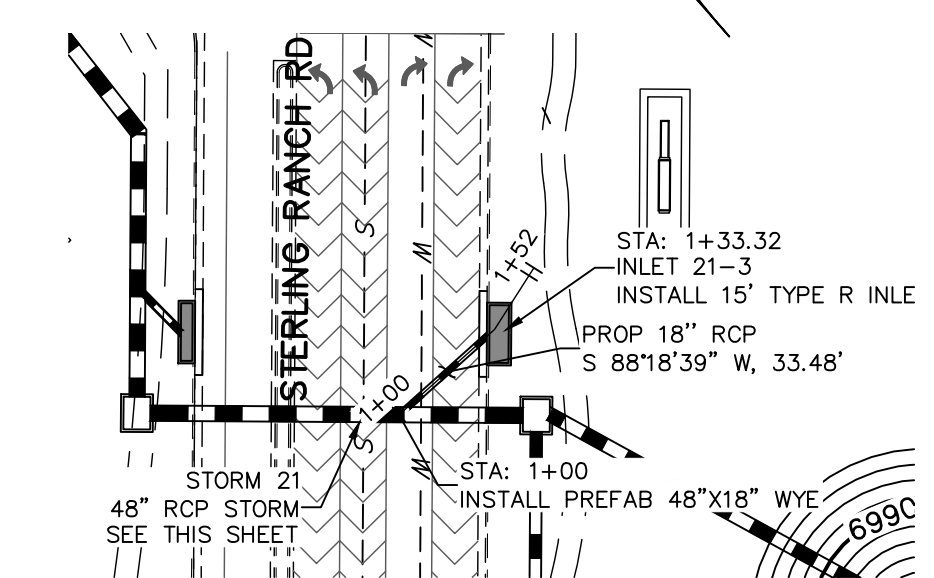 STERLING RANCH RD
S
W
W
1+52
STA: 1+33.32
INLET 21-3
INSTALL 15' TYPE R INLE
PROP 18'' RCP
S 88°18'39" W, 33.48'
1+00
S
W
STA: 1+00
INSTALL PREFAB 48"X18" WYE
STORM 21
48" RCP STORM
SEE THIS SHEET
6990